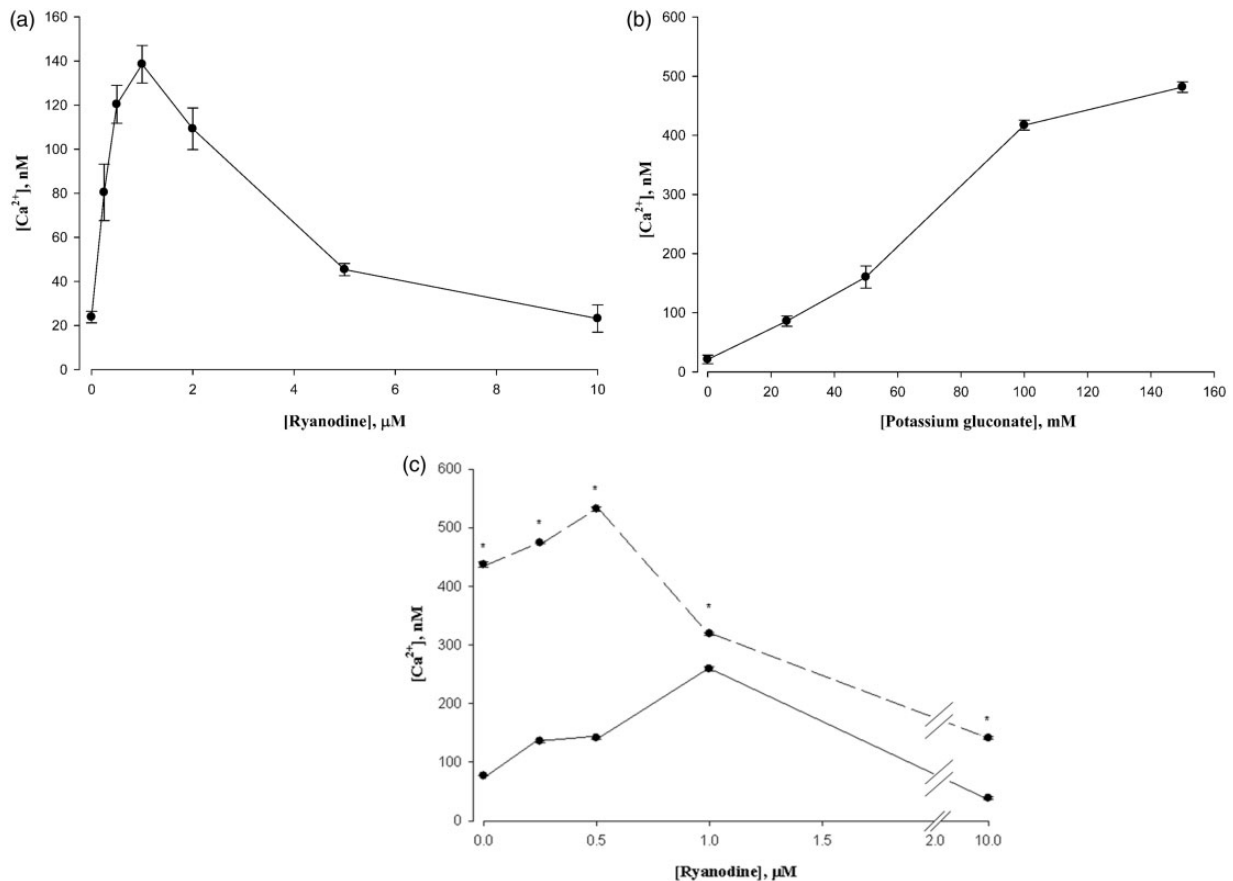 (a)
160
140
120
100
80
60
40
20
0
[Ca2+], nM
0 2 4 6 8 10
[Ryanodine], μM
(b)
600
500
400
300
200
100
0
[Ca2+], nM
0 20 40 60 80 100 120 140 160
[Potassium gluconate], mM
(c)
600
500
400
300
200
100
0
[Ca2+], nM
* * * * *
0.0 0.5 1.0 1.5 2.0 10.0
[Ryanodine], μM